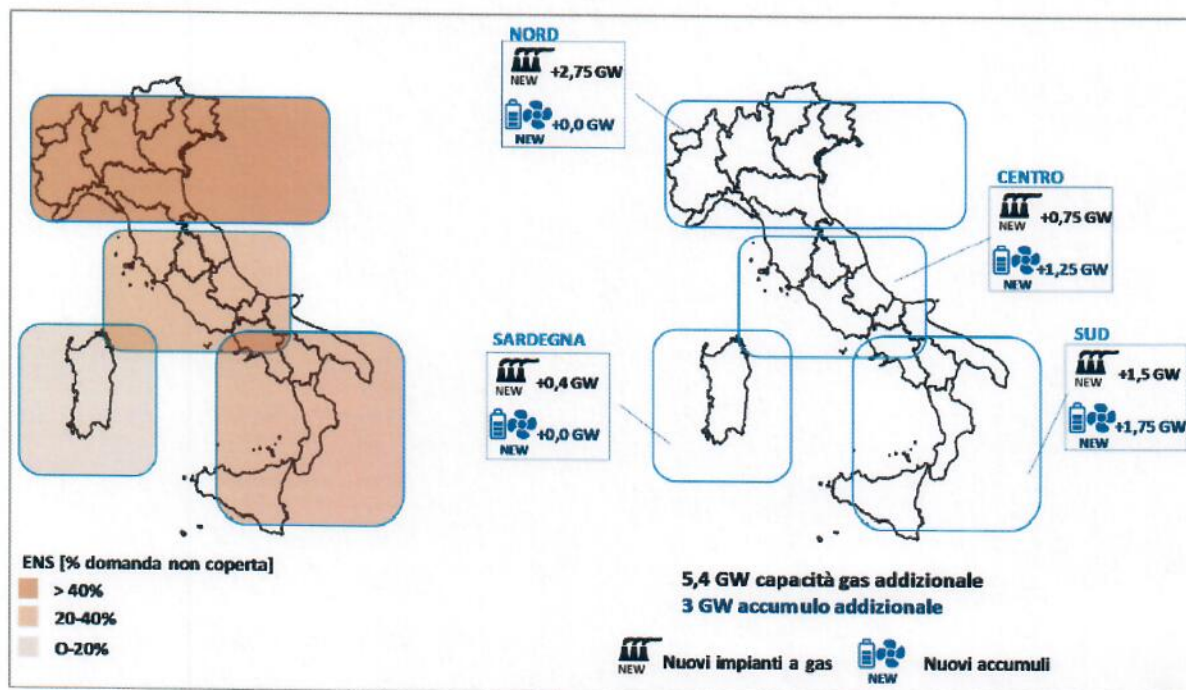 NORD
NEW +2,75 GW
NEW +0,0 GW
CENTRO
NEW +0,75 GW
NEW +1,25 GW
SARDEGNA
NEW +0,4 GW
NEW +0,0 GW
SUD
NEW +1,5 GW
NEW +1,75 GW
ENS [% domanda non coperta]
> 40%
20-40%
O-20%
5,4 GW capacità gas addizionale
3 GW accumulo addizionale
NEW Nuovi impianti a gas
NEW Nuovi accumuli